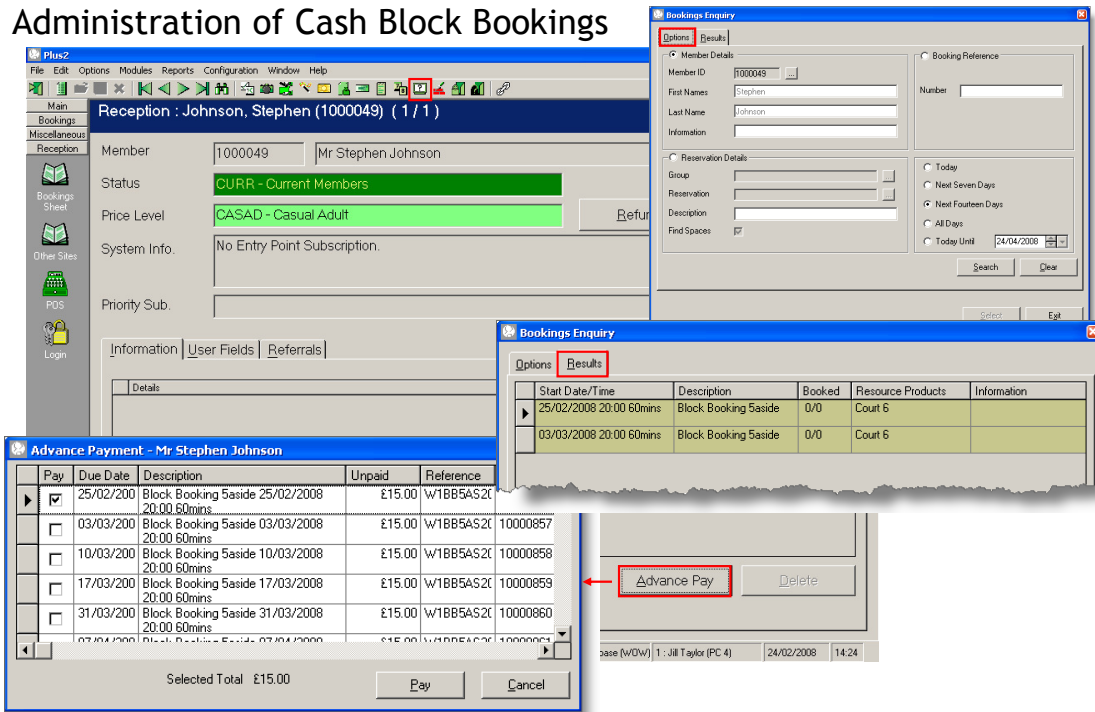 Administration of Cash Block Bookings
Plus2
File Edit Options Modules Reports Configuration Window Help
Main
Bookings
Miscellaneous
Reception
Bookings Sheet
Other Sites
POS
Login
Reception : Johnson, Stephen (1000049) ( 1 / 1 )
Member 1000049 Mr Stephen Johnson
Status CURR - Current Members
Price Level CASAD - Casual Adult
Refun
System Info. No Entry Point Subscription.
Priority Sub.
Information User Fields Referrals
Details
Bookings Enquiry
Options Results
Member Details
Member ID 1000049 ...
First Names Stephen
Last Name Johnson
Information
Booking Reference
Number
Reservation Details
Group
Reservation
Description
Find Spaces
Today
Next Seven Days
Next Fourteen Days
All Days
Today Until 24/04/2008
Search Clear
Select Exit
Bookings Enquiry
Options Results
Start Date/Time Description Booked Resource Products Information
25/02/2008 20:00 60mins Block Booking 5aside 0/0 Court 6
03/03/2008 20:00 60mins Block Booking 5aside 0/0 Court 6
Advance Payment - Mr Stephen Johnson
Pay Due Date Description Unpaid Reference
25/02/200 Block Booking 5aside 25/02/2008 £15.00 W1BB5AS20
20:00 60mins
03/03/200 Block Booking 5aside 03/03/2008 £15.00 W1BB5AS20 10000857
20:00 60mins
10/03/200 Block Booking 5aside 10/03/2008 £15.00 W1BB5AS20 10000858
20:00 60mins
17/03/200 Block Booking 5aside 17/03/2008 £15.00 W1BB5AS20 10000859
20:00 60mins
31/03/200 Block Booking 5aside 31/03/2008 £15.00 W1BB5AS20 10000860
20:00 60mins
Selected Total £15.00
Pay Cancel
Advance Pay Delete
base (WOW) 1 : Jill Taylor (PC 4) 24/02/2008 14:24